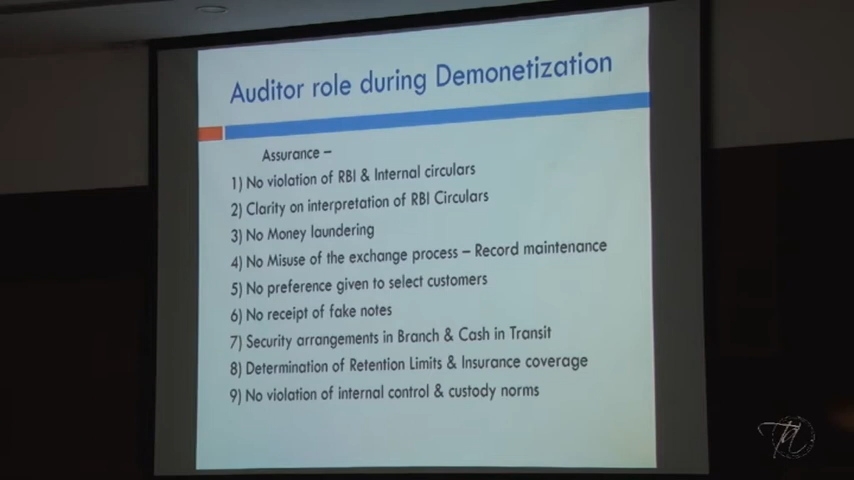 Auditor role during Demonetization
Assurance –
1) No violation of RBI & Internal circulars
2) Clarity on interpretation of RBI Circulars
3) No Money laundering
4) No Misuse of the exchange process – Record maintenance
5) No preference given to select customers
6) No receipt of fake notes
7) Security arrangements in Branch & Cash in Transit
8) Determination of Retention Limits & Insurance coverage
9) No violation of internal control & custody norms